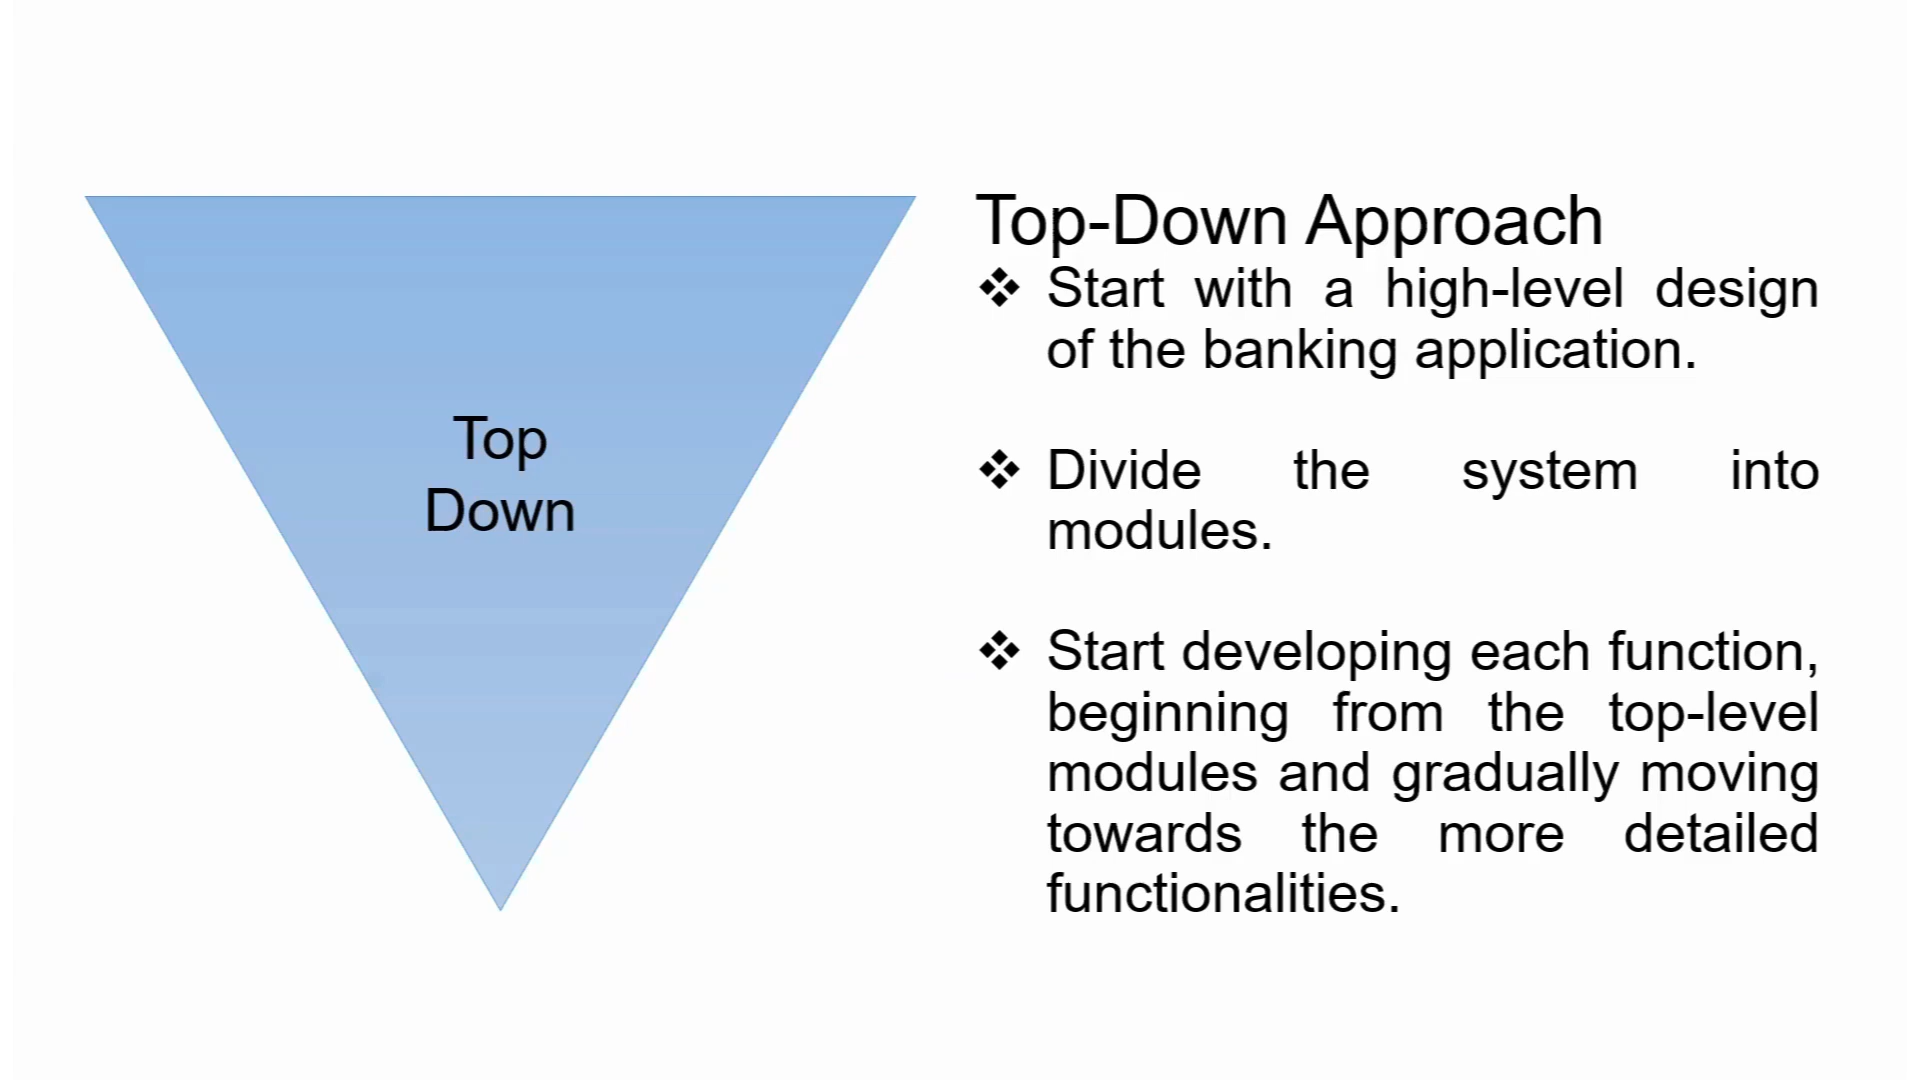 Top
Down
Top-Down Approach
❖ Start with a high-level design
of the banking application.
❖ Divide the system into
modules.
❖ Start developing each function,
beginning from the top-level
modules and gradually moving
towards the more detailed
functionalities.